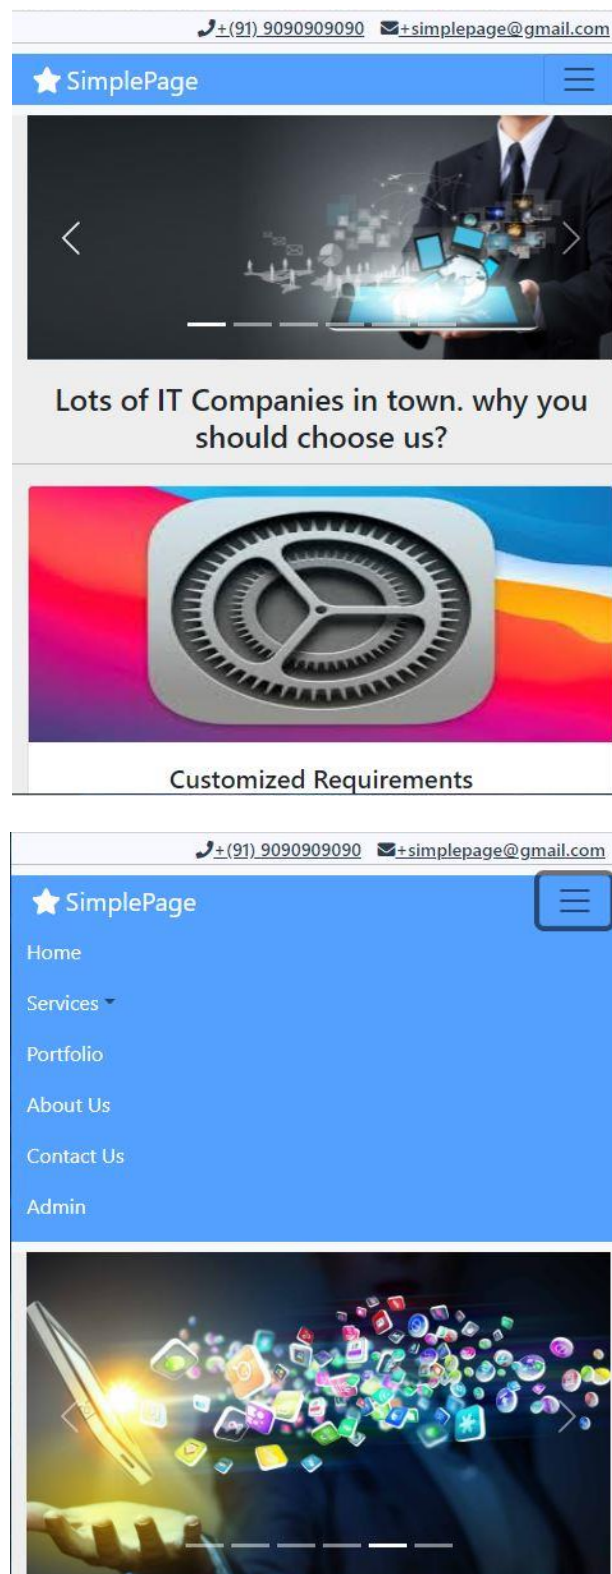 +(91) 9090909090 +simplepage@gmail.com
SimplePage
Lots of IT Companies in town. why you
should choose us?
Customized Requirements
+(91) 9090909090 +simplepage@gmail.com
SimplePage
Home
Services
Portfolio
About Us
Contact Us
Admin